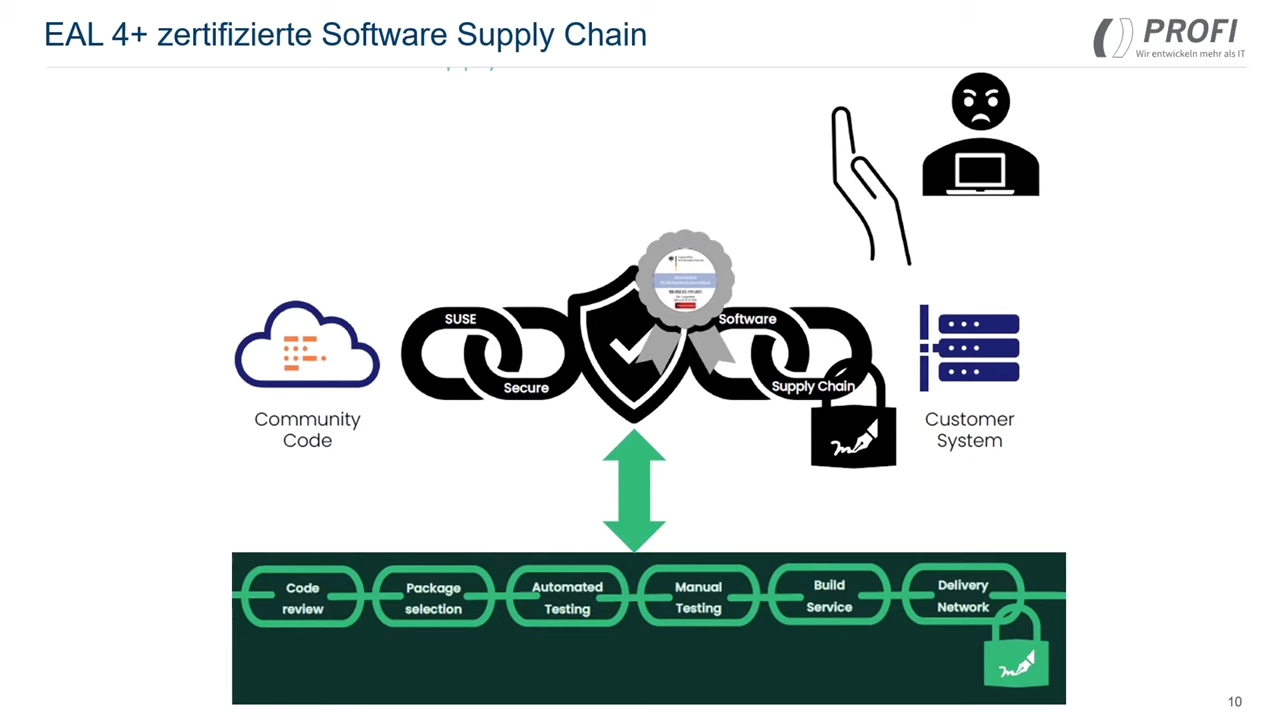 EAL 4+ zertifizierte Software Supply Chain
PROFI
Wir entwickeln mehr als IT
SUSE
Secure
Software
Supply Chain
Community
Code
Customer
System
Code
review
Package
selection
Automated
Testing
Manual
Testing
Build
Service
Delivery
Network
10